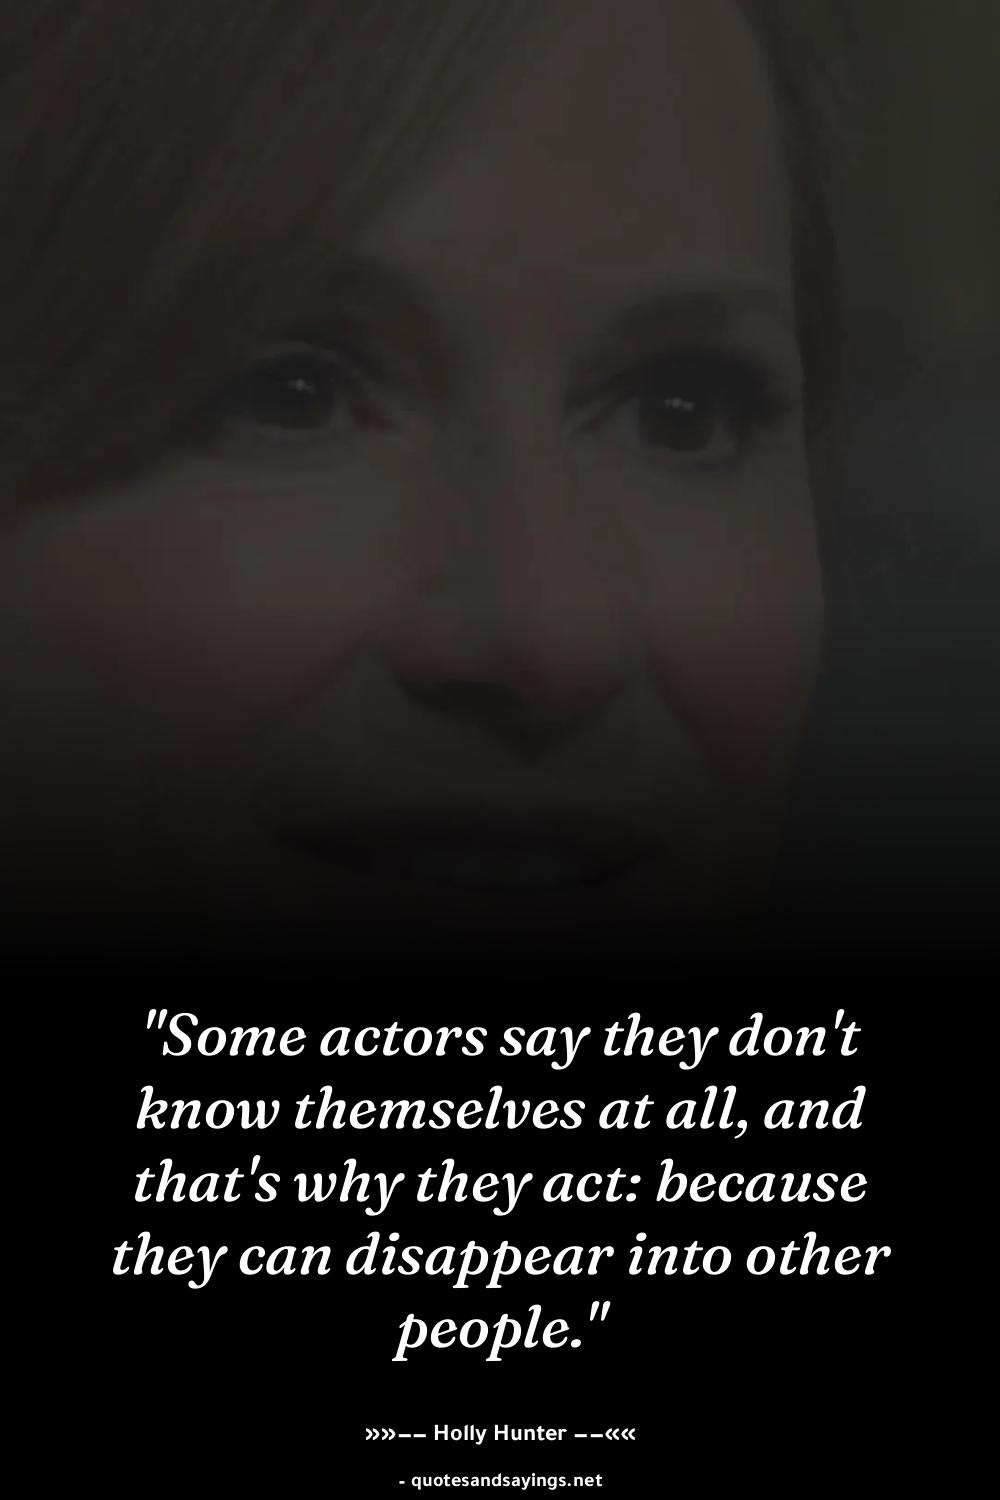 "Some actors say they don't
know themselves at all, and
that's why they act: because
they can disappear into other
people."
»»–– Holly Hunter ––««
- quotesandsayings.net